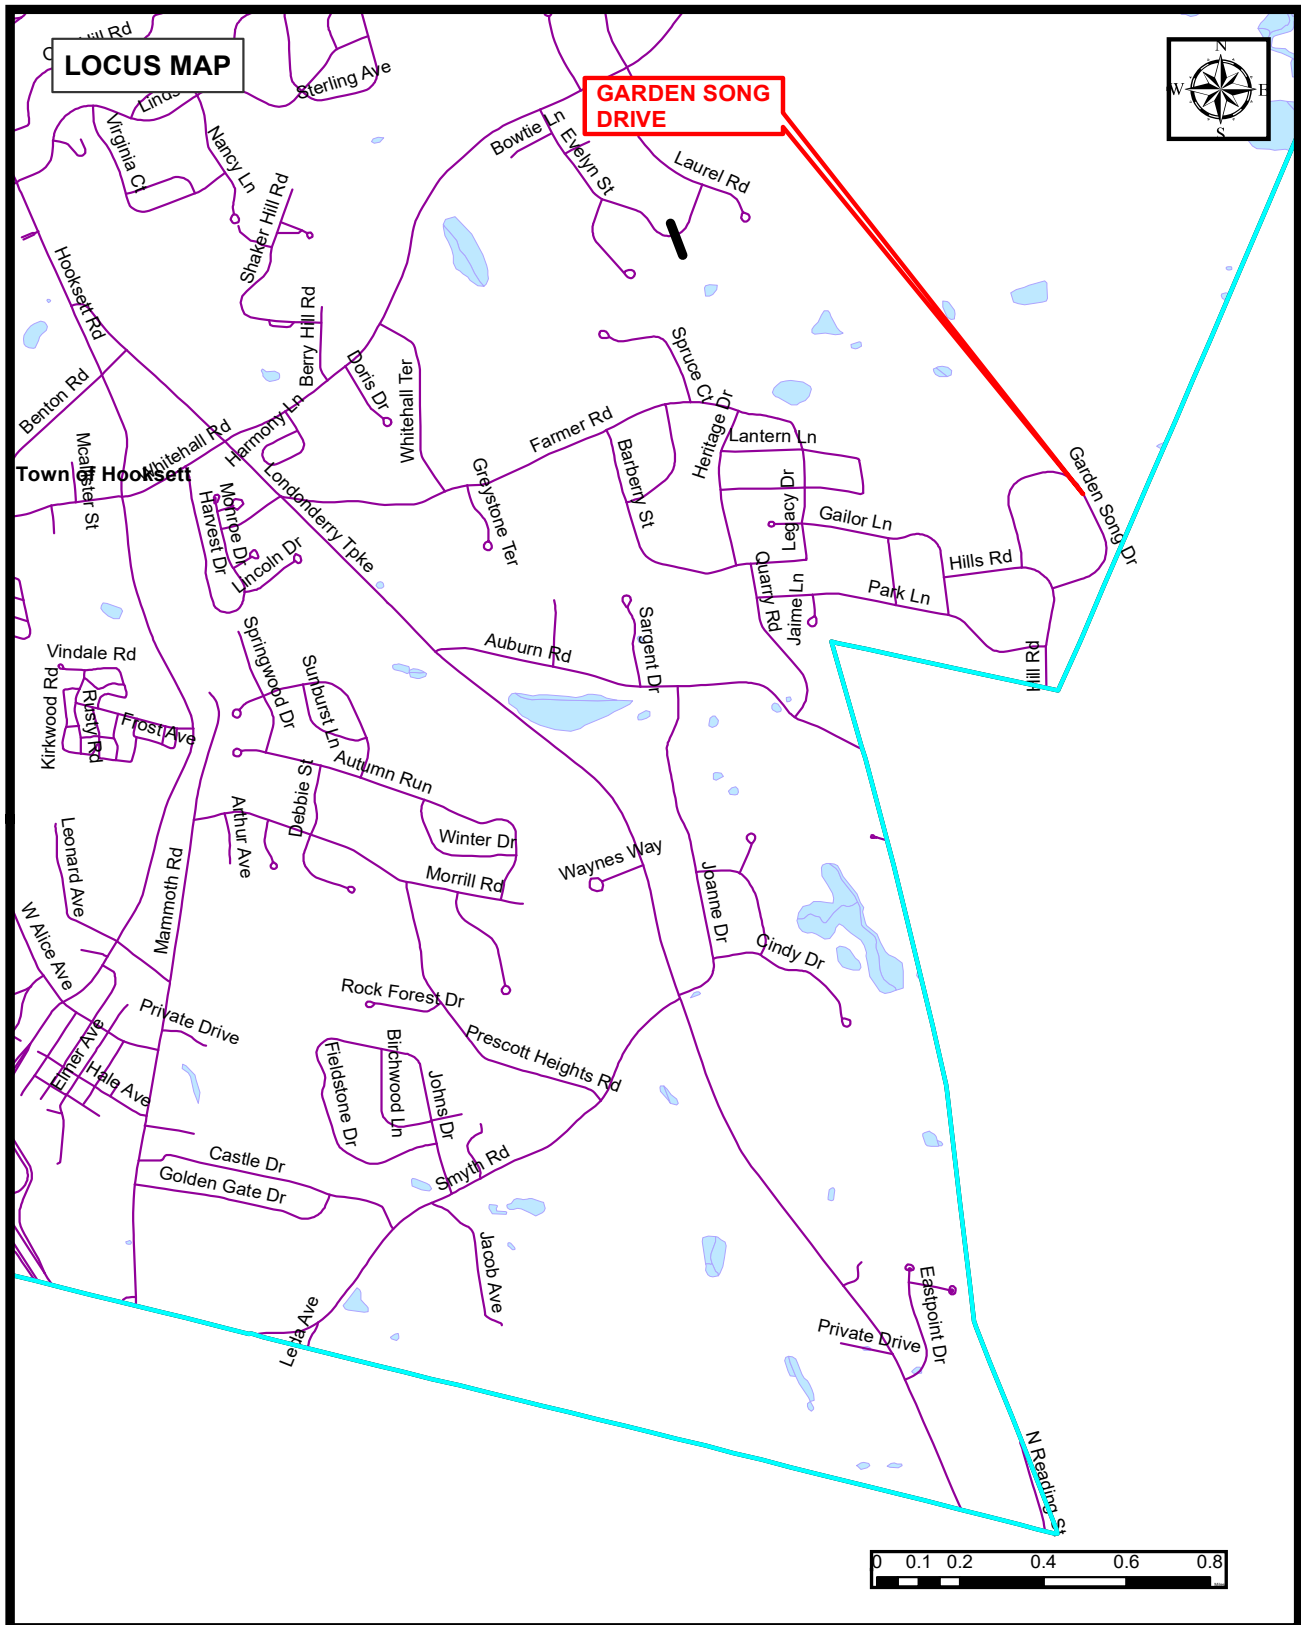 LOCUS MAP
Sterling Ave
Virginia Ct
Nancy Ln
Shaker Hill Rd
Bowtie Ln
Evelyn St
Laurel Rd
GARDEN SONG
DRIVE
N
W
E
S
Hooksett Rd
Berry Hill Rd
Doris Dr
Whitehall Ter
Spruce Ct
Benton Rd
Whitehall Rd
Harmony Ln
Farmer Rd
Heritage Dr
Lantern Ln
Mcallister St
Town of Hooksett
Monroe Dr
Harvest Dr
Lincoln Dr
Londonderry Tpke
Greystone Ter
Barberry St
Legacy Dr
Gailor Ln
Garden Song Dr
Hills Rd
Quarry Rd
Jaime Ln
Park Ln
Hill Rd
Vindale Rd
Kirkwood Rd
Rusty Rd
Frost Ave
Springwood Dr
Sunburst Ln
Auburn Rd
Sargent Dr
Autumn Run
Debbie St
Arthur Ave
Winter Dr
Leonard Ave
Mammoth Rd
Morrill Rd
Waynes Way
Joanne Dr
Cindy Dr
W Alice Ave
Private Drive
Rock Forest Dr
Prescott Heights Rd
Elmer Ave
Hale Ave
Fieldstone Dr
Birchwood Ln
Johns Dr
Castle Dr
Golden Gate Dr
Smyth Rd
Jacob Ave
Leda Ave
Eastpoint Dr
Private Drive
N Reading St
0 0.1 0.2 0.4 0.6 0.8